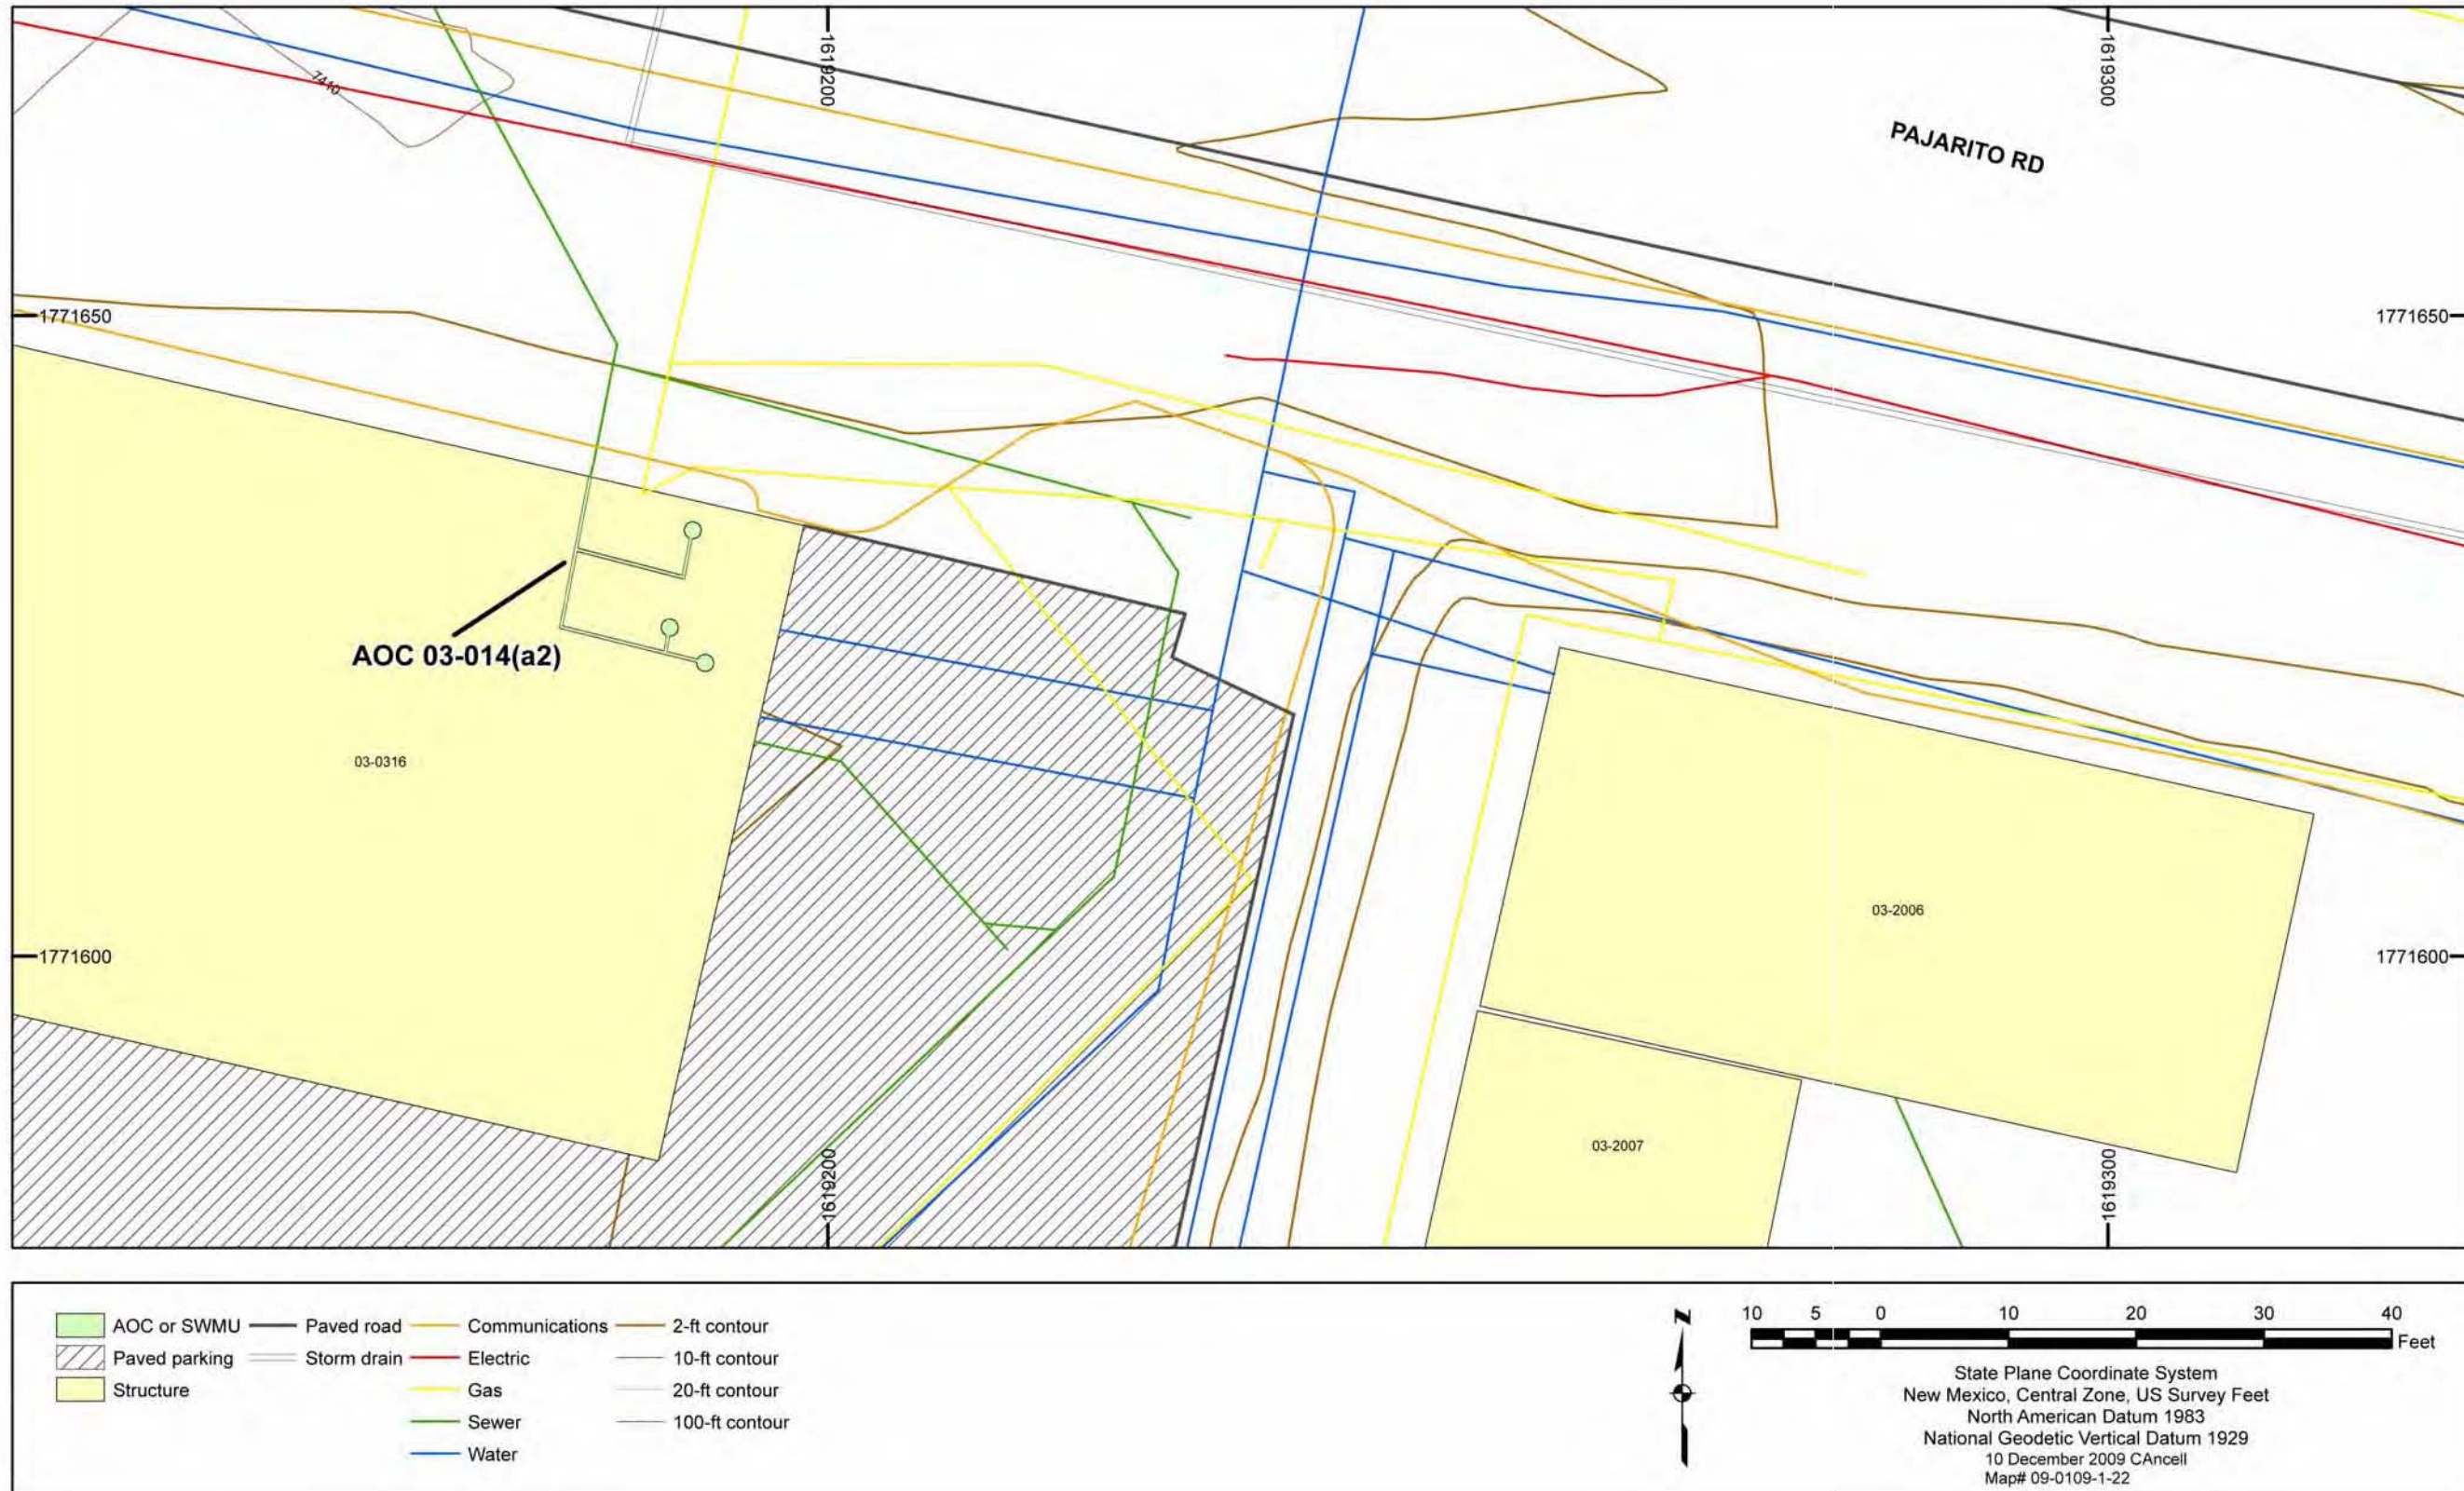 1619200
1619300
7410
PAJARITO RD
1771650
1771650
AOC 03-014(a2)
03-0316
03-2006
1771600
1771600
03-2007
1619200
1619300
AOC or SWMU
Paved parking
Structure
Paved road
Storm drain
Communications
Electric
Gas
Sewer
Water
2-ft contour
10-ft contour
20-ft contour
100-ft contour
N
10 5 0 10 20 30 40
Feet
State Plane Coordinate System
New Mexico, Central Zone, US Survey Feet
North American Datum 1983
National Geodetic Vertical Datum 1929
10 December 2009 CAncell
Map# 09-0109-1-22